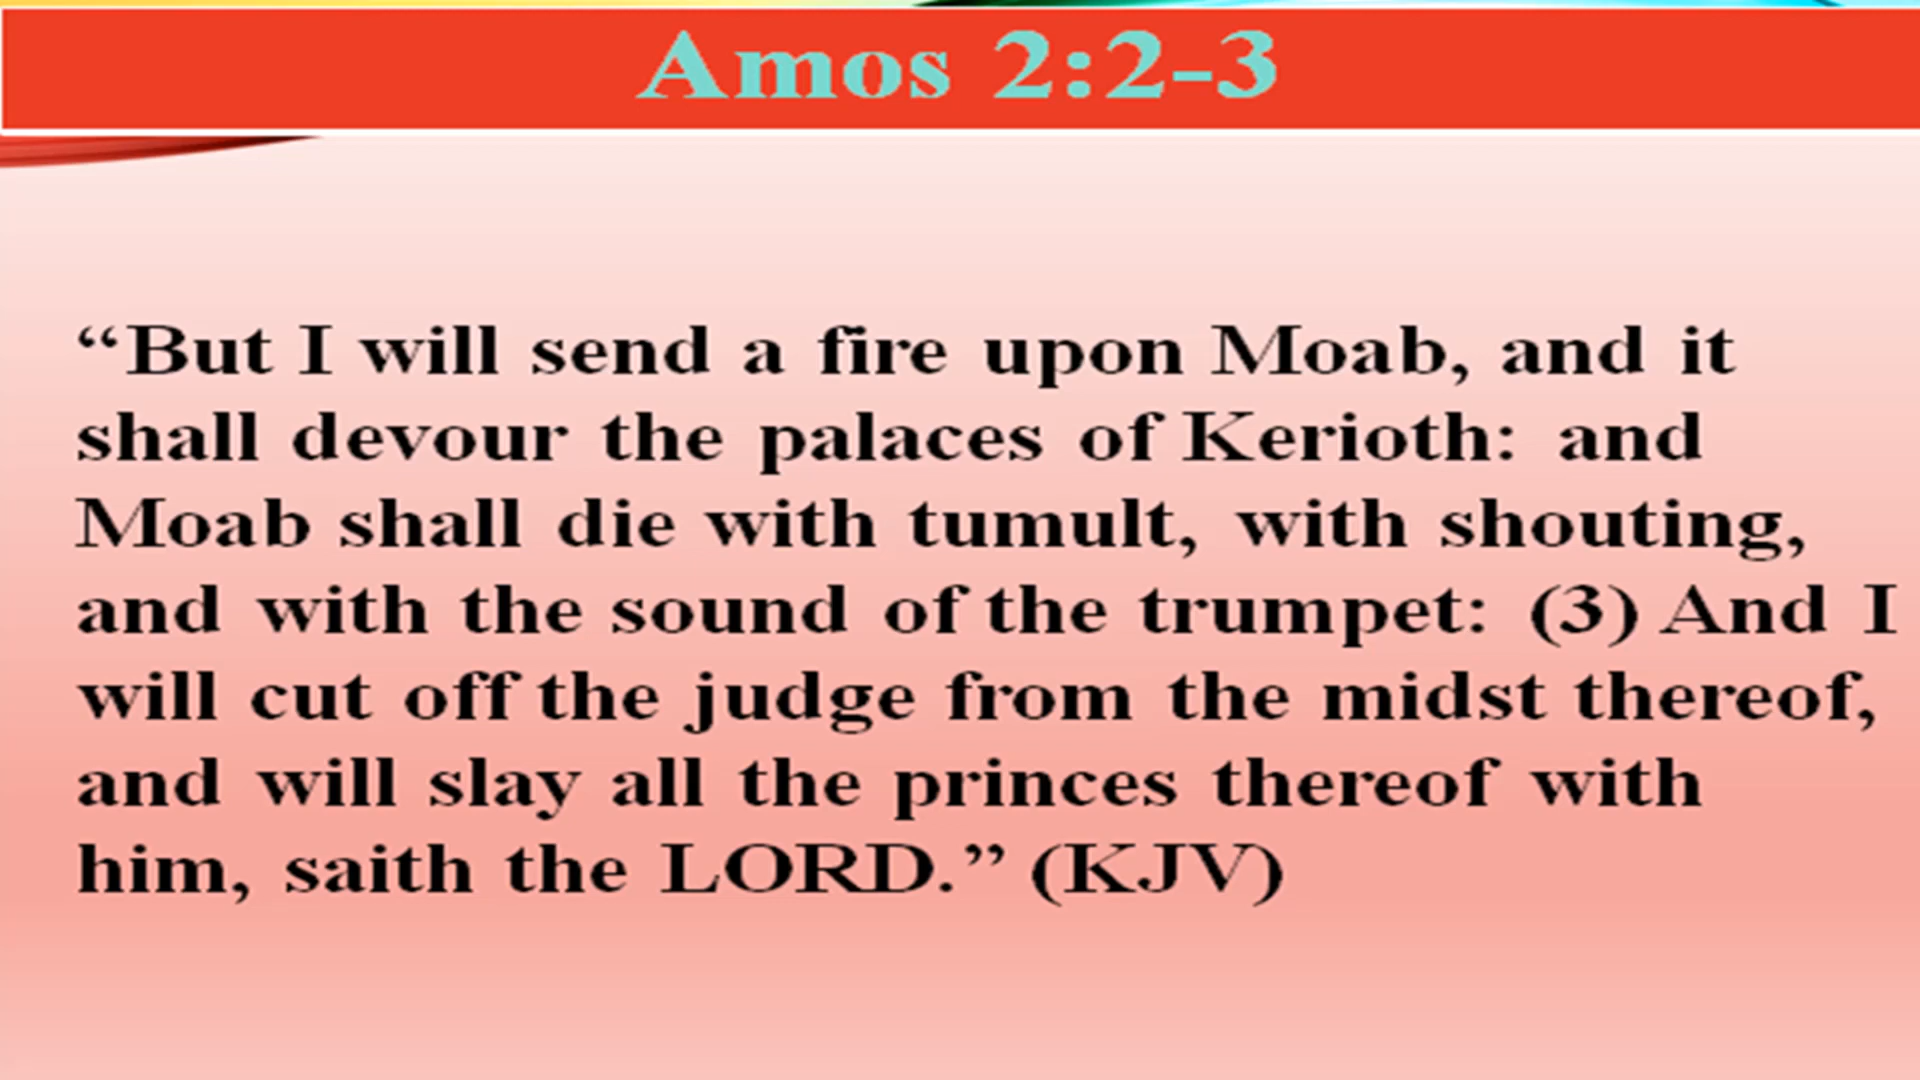 Amos 2:2-3
“But I will send a fire upon Moab, and it
shall devour the palaces of Kerioth: and
Moab shall die with tumult, with shouting,
and with the sound of the trumpet: (3) And I
will cut off the judge from the midst thereof,
and will slay all the princes thereof with
him, saith the LORD.” (KJV)